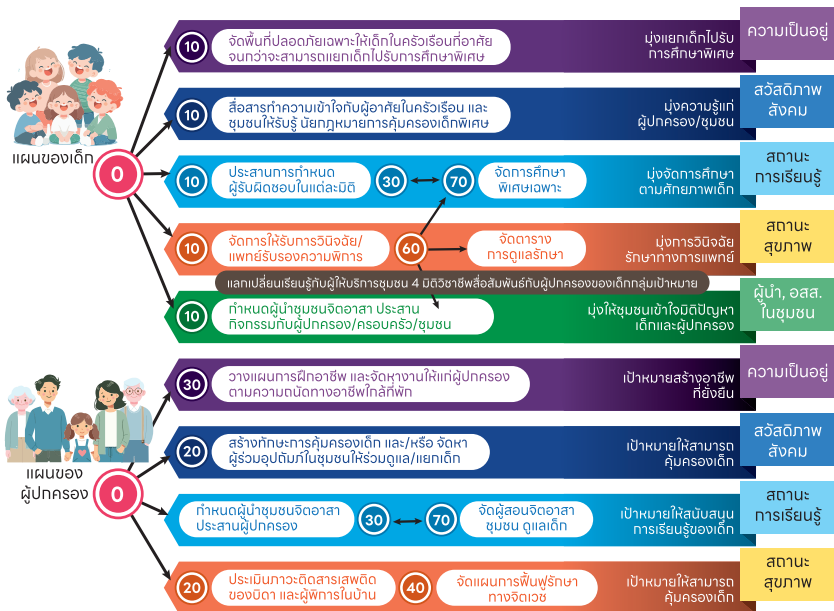 แผนของเด็ก
0
10
จัดพื้นที่ปลอดภัยเฉพาะให้เด็กในครัวเรือนที่อาศัย
จนกว่าจะสามารถแยกเด็กไปรับการศึกษาพิเศษ
มุ่งแยกเด็กไปรับ
การศึกษาพิเศษ
ความเป็นอยู่
10
สื่อสารทำความเข้าใจกับผู้อาศัยในครัวเรือน และ
ชุมชนให้รับรู้ นัยกฎหมายการคุ้มครองเด็กพิเศษ
มุ่งความรู้แก่
ผู้ปกครอง/ชุมชน
สวัสดิภาพ
สังคม
10
ประสานการกำหนด
ผู้รับผิดชอบในแต่ละมิติ
30
70
จัดการศึกษา
พิเศษเฉพาะ
มุ่งจัดการศึกษา
ตามศักยภาพเด็ก
สถานะ
การเรียนรู้
10
จัดการให้รับการวินิจฉัย/
แพทย์รับรองความพิการ
60
จัดตาราง
การดูแลรักษา
มุ่งการวินิจฉัย
รักษาทางการแพทย์
สถานะ
สุขภาพ
แลกเปลี่ยนเรียนรู้กับผู้ให้บริการชุมชน 4 มิติวิชาชีพสื่อสัมพันธ์กับผู้ปกครองของเด็กกลุ่มเป้าหมาย
10
กำหนดผู้นำชุมชนจิตอาสา ประสาน
กิจกรรมกับผู้ปกครอง/ครอบครัว/ชุมชน
มุ่งให้ชุมชนเข้าใจมิติปัญหา
เด็กและผู้ปกครอง
ผู้นำ, อสส.
ในชุมชน
แผนของ
ผู้ปกครอง
0
30
วางแผนการฝึกอาชีพ และจัดหางานให้แก่ผู้ปกครอง
ตามความถนัดทางอาชีพใกล้ที่พัก
เป้าหมายสร้างอาชีพ
ที่ยั่งยืน
ความเป็นอยู่
20
สร้างทักษะการคุ้มครองเด็ก และ/หรือ จัดหา
ผู้ร่วมอุปถัมภ์ในชุมชนให้ร่วมดูแล/แยกเด็ก
เป้าหมายให้สามารถ
คุ้มครองเด็ก
สวัสดิภาพ
สังคม
กำหนดผู้นำชุมชนจิตอาสา
ประสานผู้ปกครอง
30
70
จัดผู้สอนจิตอาสา
ชุมชน ดูแลเด็ก
เป้าหมายให้สนับสนุน
การเรียนรู้ของเด็ก
สถานะ
การเรียนรู้
20
ประเมินภาวะติดสารเสพติด
ของบิดา และผู้พิการในบ้าน
40
จัดแผนการฟื้นฟูรักษา
ทางจิตเวช
เป้าหมายให้สามารถ
คุ้มครองเด็ก
สถานะ
สุขภาพ